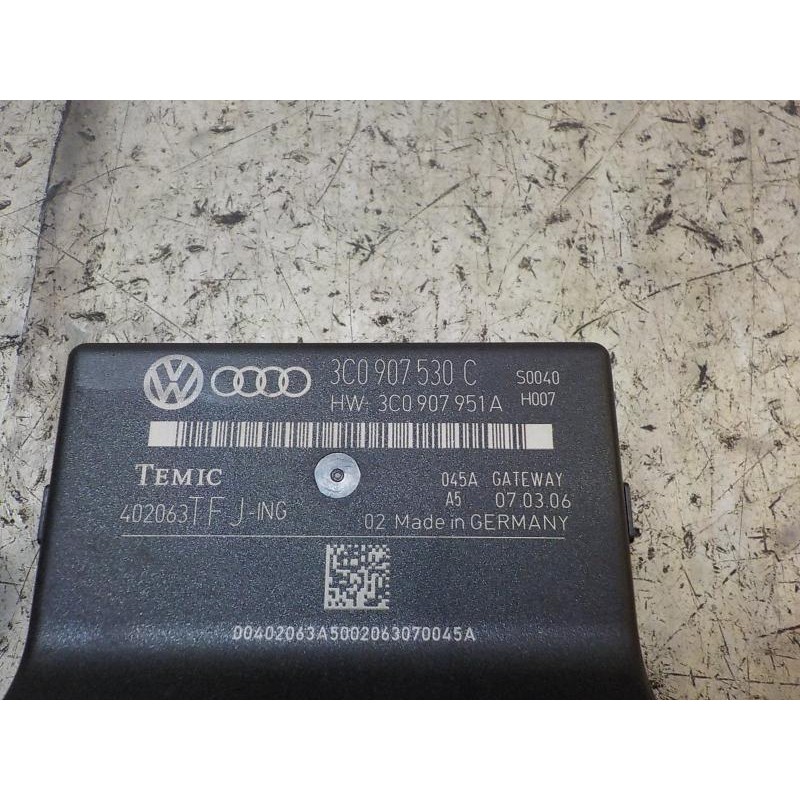 3C0 907 530 C S0040
HW: 3C0 907 951A H007
TEMIC 045A GATEWAY
A5 07.03.06
402063TFJ-ING 02 Made in GERMANY
00402063A5002063070045A